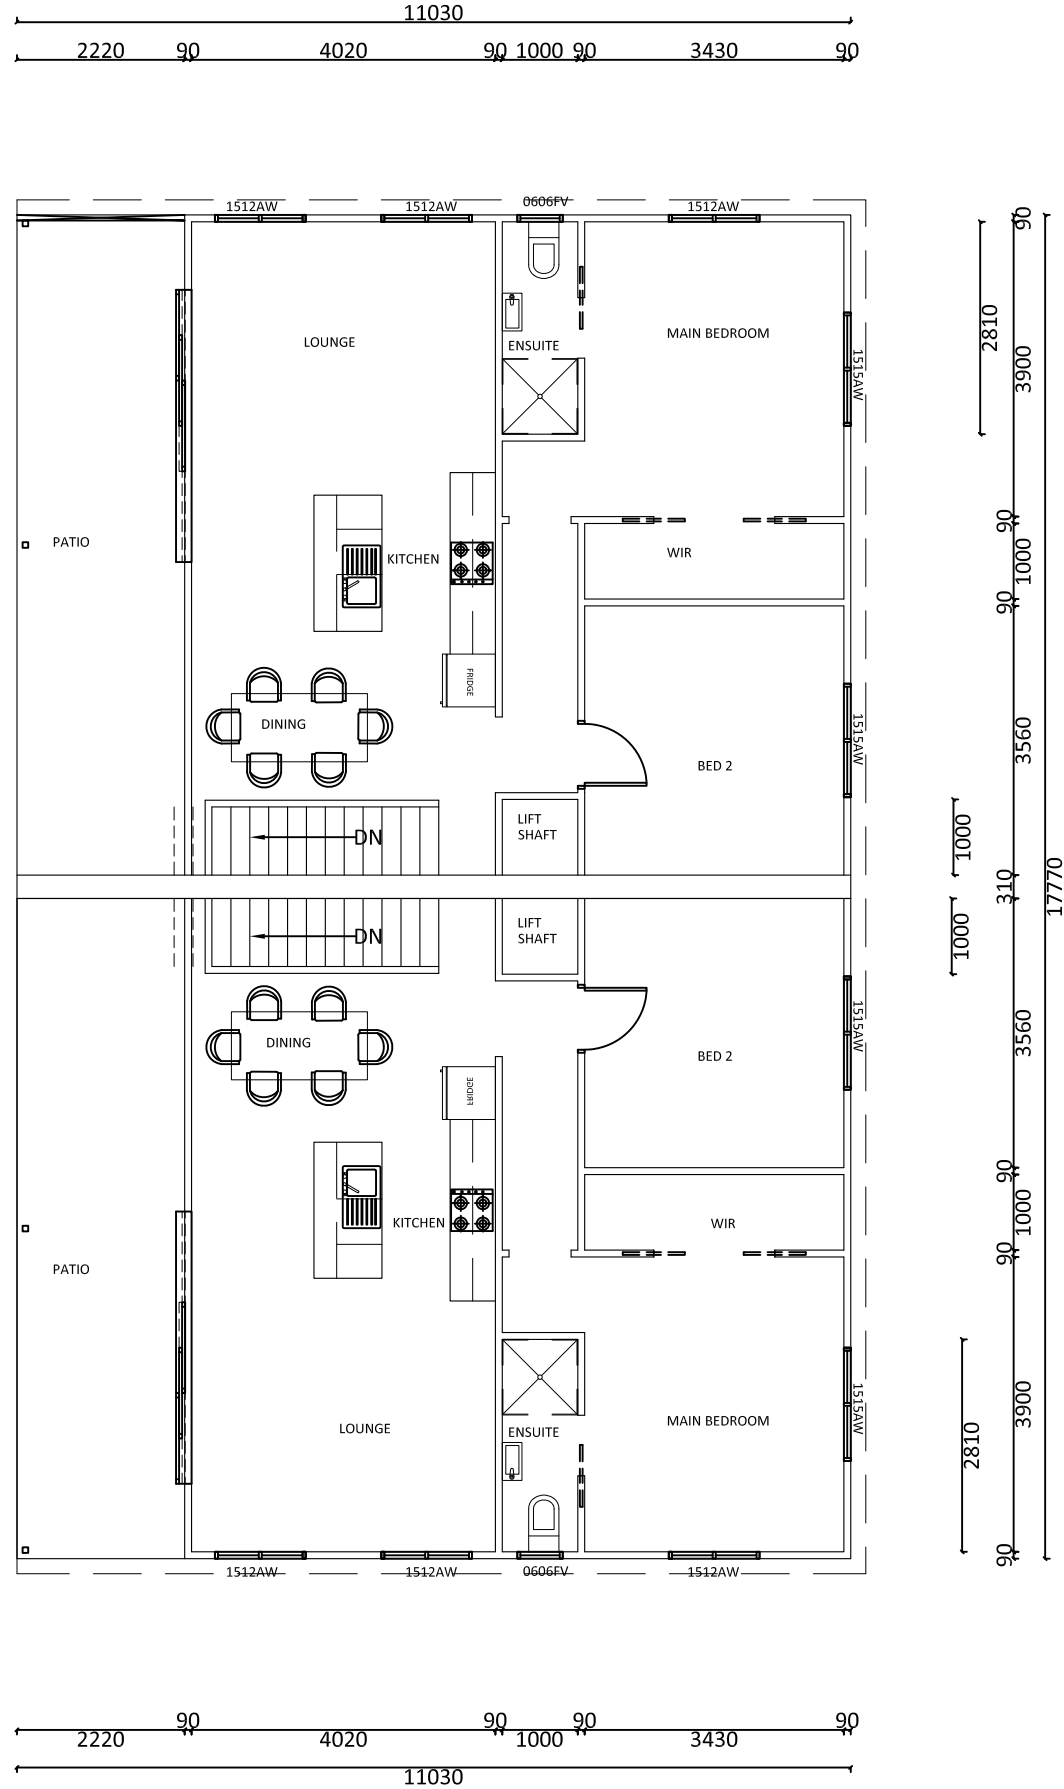 11030
2220 90 4020 90 1000 90 3430 90
1512AW 1512AW 0606FV 1512AW
90
2810
3900
LOUNGE
ENSUITE
MAIN BEDROOM
1515AW
PATIO
KITCHEN
WIR
90
1000
90
FRIDGE
DINING
BED 2
1515AW
3560
LIFT
SHAFT
DN
1000
17770
310
LIFT
SHAFT
DN
1000
DINING
BED 2
1515AW
3560
FRIDGE
90
KITCHEN
WIR
1000
90
PATIO
LOUNGE
ENSUITE
MAIN BEDROOM
1515AW
3900
2810
90
1512AW 1512AW 0606FV 1512AW
2220 90 4020 90 1000 90 3430 90
11030